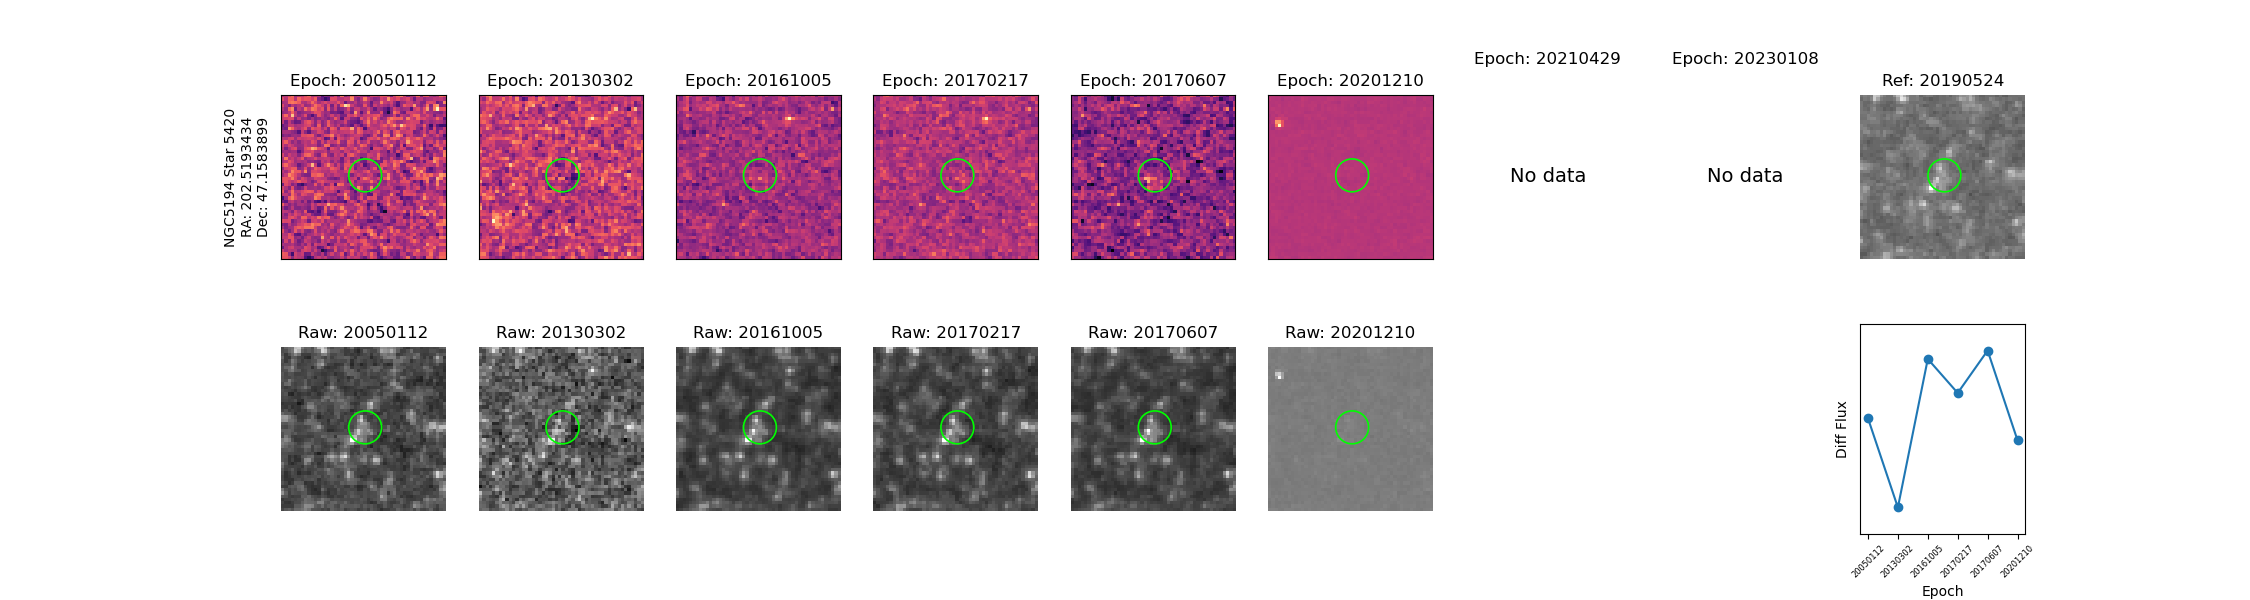 Epoch: 20050112
Epoch: 20130302
Epoch: 20161005
Epoch: 20170217
Epoch: 20170607
Epoch: 20201210
Epoch: 20210429
Epoch: 20230108
Ref: 20190524
NGC5194 Star 5420
RA: 202.5193434
Dec: 47.1583899
No data
No data
Raw: 20050112
Raw: 20130302
Raw: 20161005
Raw: 20170217
Raw: 20170607
Raw: 20201210
Diff Flux
20050112
20130302
20161005
20170217
20170607
20201210
Epoch